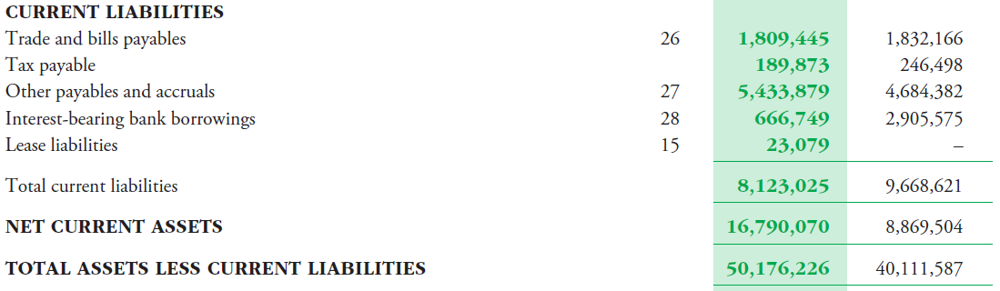 CURRENT LIABILITIES
Trade and bills payables 26 1,809,445 1,832,166
Tax payable 189,873 246,498
Other payables and accruals 27 5,433,879 4,684,382
Interest-bearing bank borrowings 28 666,749 2,905,575
Lease liabilities 15 23,079 –
Total current liabilities 8,123,025 9,668,621
NET CURRENT ASSETS 16,790,070 8,869,504
TOTAL ASSETS LESS CURRENT LIABILITIES 50,176,226 40,111,587